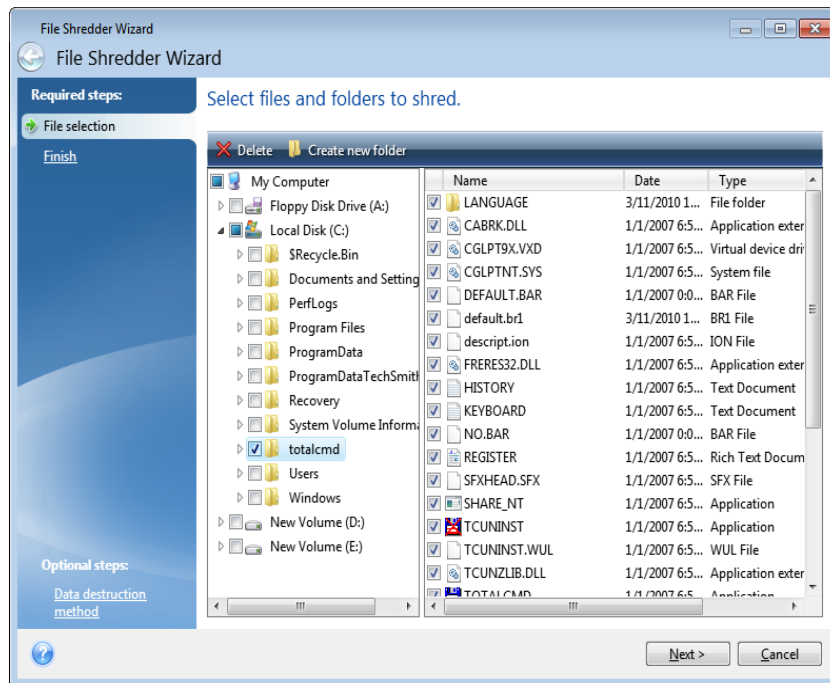 File Shredder Wizard
File Shredder Wizard
Required steps:
File selection
Finish
Optional steps:
Data destruction
method
Select files and folders to shred.
Delete Create new folder
My Computer
Floppy Disk Drive (A:)
Local Disk (C:)
$Recycle.Bin
Documents and Setting
PerfLogs
Program Files
ProgramData
ProgramDataTechSmith
Recovery
System Volume Informa
totalcmd
Users
Windows
New Volume (D:)
New Volume (E:)
Name Date Type
LANGUAGE 3/11/2010 1... File folder
CABRK.DLL 1/1/2007 6:5... Application exter
CGLPT9X.VXD 1/1/2007 6:5... Virtual device dri
CGLPTNT.SYS 1/1/2007 6:5... System file
DEFAULT.BAR 1/1/2007 0:0... BAR File
default.br1 3/11/2010 1... BR1 File
descript.ion 1/1/2007 6:5... ION File
FRERES32.DLL 1/1/2007 6:5... Application exter
HISTORY 1/1/2007 6:5... Text Document
KEYBOARD 1/1/2007 6:5... Text Document
NO.BAR 1/1/2007 0:0... BAR File
REGISTER 1/1/2007 6:5... Rich Text Docum
SFXHEAD.SFX 1/1/2007 6:5... SFX File
SHARE_NT 1/1/2007 6:5... Application
TCUNINST 1/1/2007 6:5... Application
TCUNINST.WUL 1/1/2007 6:5... WUL File
TCUNZLIB.DLL 1/1/2007 6:5... Application exter
TOTALCMD 1/1/2007 6:5... Application
Next > Cancel